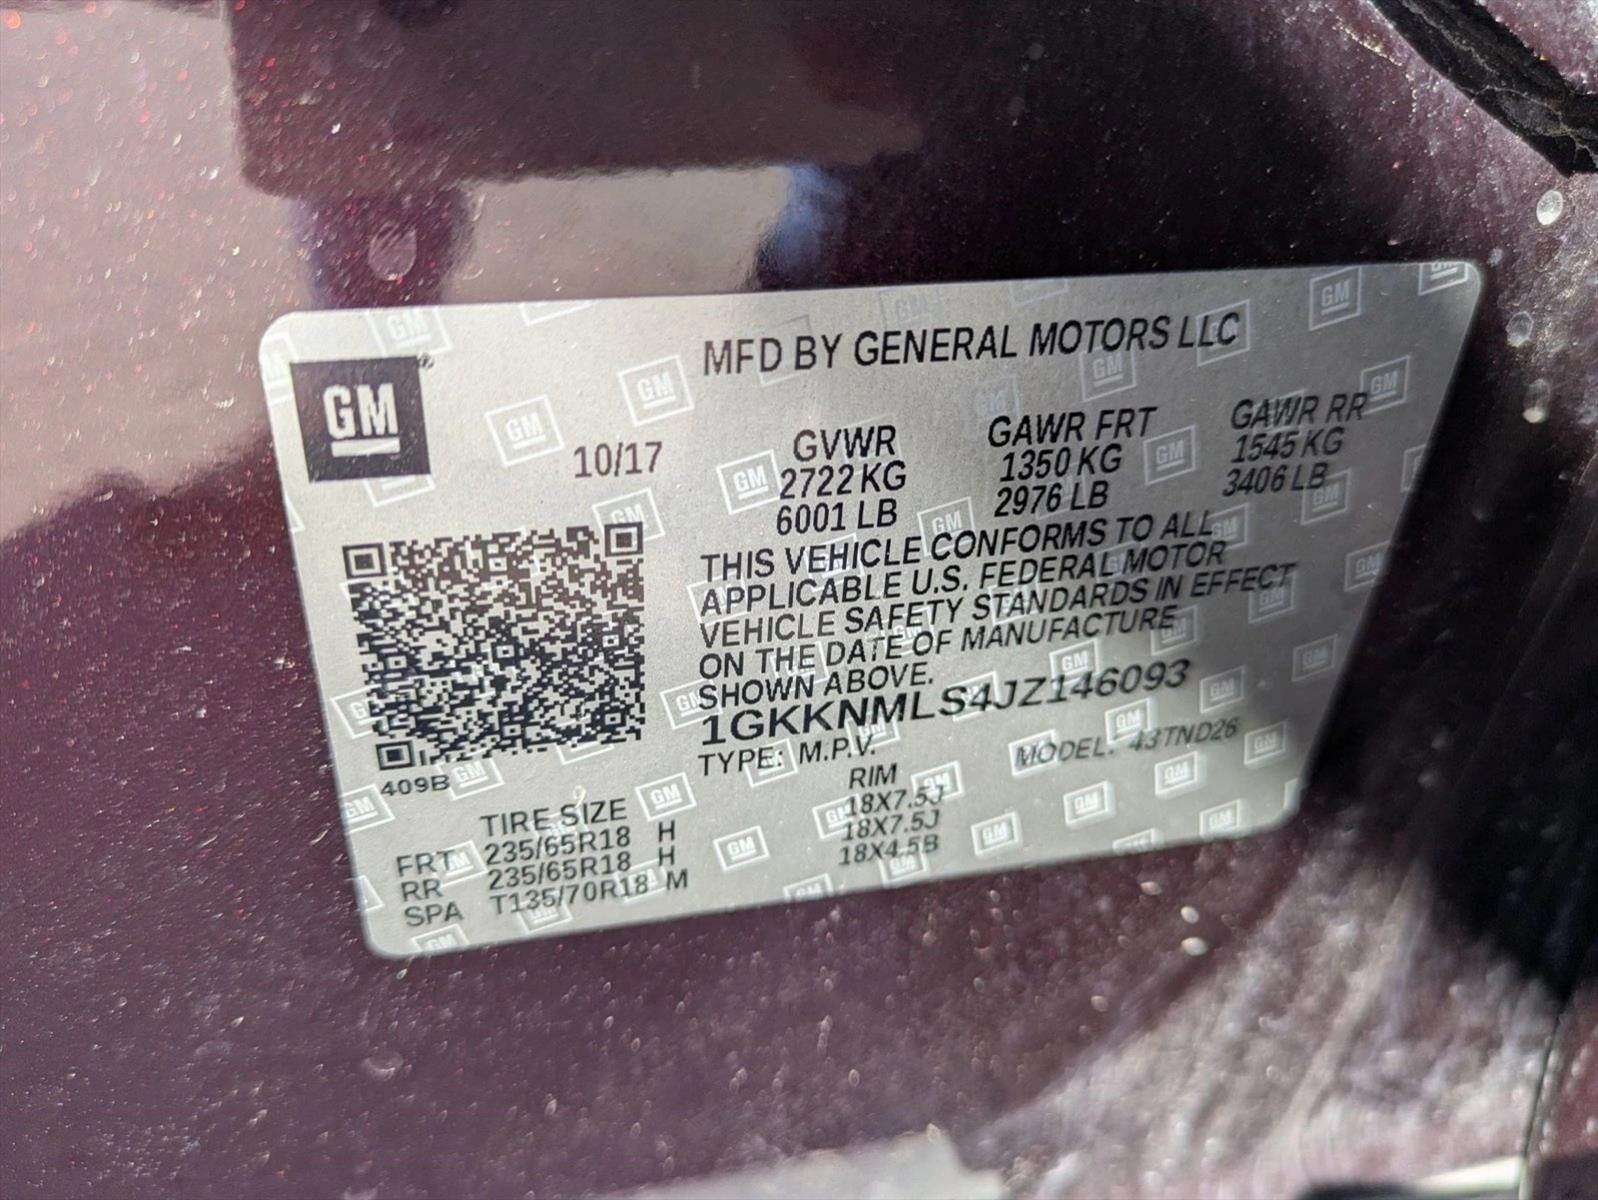 MFD BY GENERAL MOTORS LLC
GM
10/17
GVWR GAWR FRT GAWR RR
2722 KG 1350 KG 1545 KG
6001 LB 2976 LB 3406 LB
THIS VEHICLE CONFORMS TO ALL
APPLICABLE U.S. FEDERAL MOTOR
VEHICLE SAFETY STANDARDS IN EFFECT
ON THE DATE OF MANUFACTURE
SHOWN ABOVE.
1GKKNMLS4JZ146093
TYPE: M.P.V. MODEL: 43TND26
409B
TIRE SIZE RIM
FRT 235/65R18 H 18X7.5J
RR 235/65R18 H 18X7.5J
SPA T135/70R18 M 18X4.5B